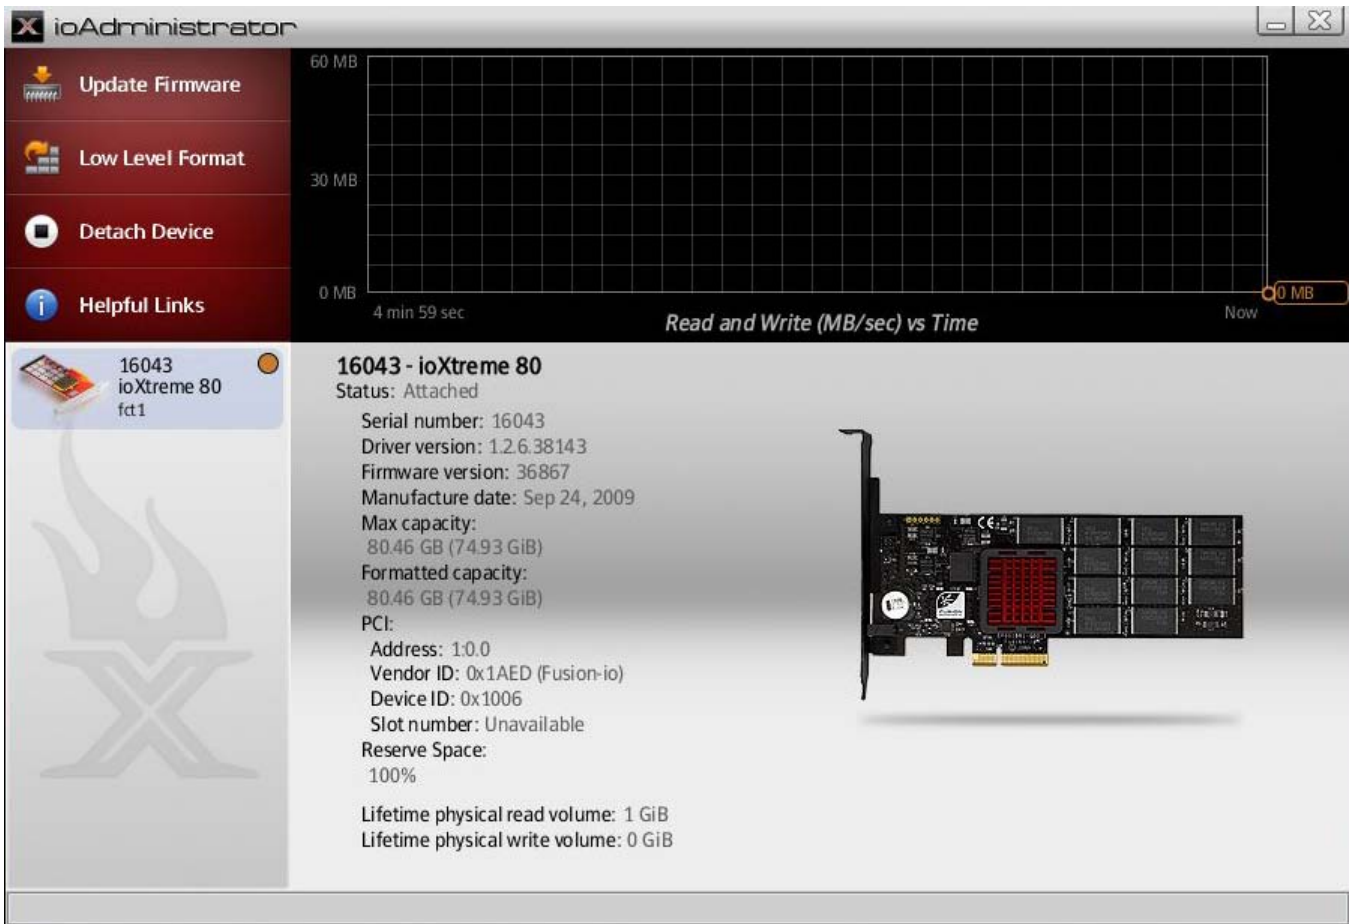 ioAdministrator
Update Firmware
Low Level Format
Detach Device
Helpful Links
60 MB
30 MB
0 MB
4 min 59 sec
Now
0 MB
Read and Write (MB/sec) vs Time
16043
ioXtreme 80
fct1
16043 - ioXtreme 80
Status: Attached
Serial number: 16043
Driver version: 1.2.6.38143
Firmware version: 36867
Manufacture date: Sep 24, 2009
Max capacity:
80.46 GB (74.93 GiB)
Formatted capacity:
80.46 GB (74.93 GiB)
PCI:
Address: 1:0.0
Vendor ID: 0x1AED (Fusion-io)
Device ID: 0x1006
Slot number: Unavailable
Reserve Space:
100%
Lifetime physical read volume: 1 GiB
Lifetime physical write volume: 0 GiB
CE